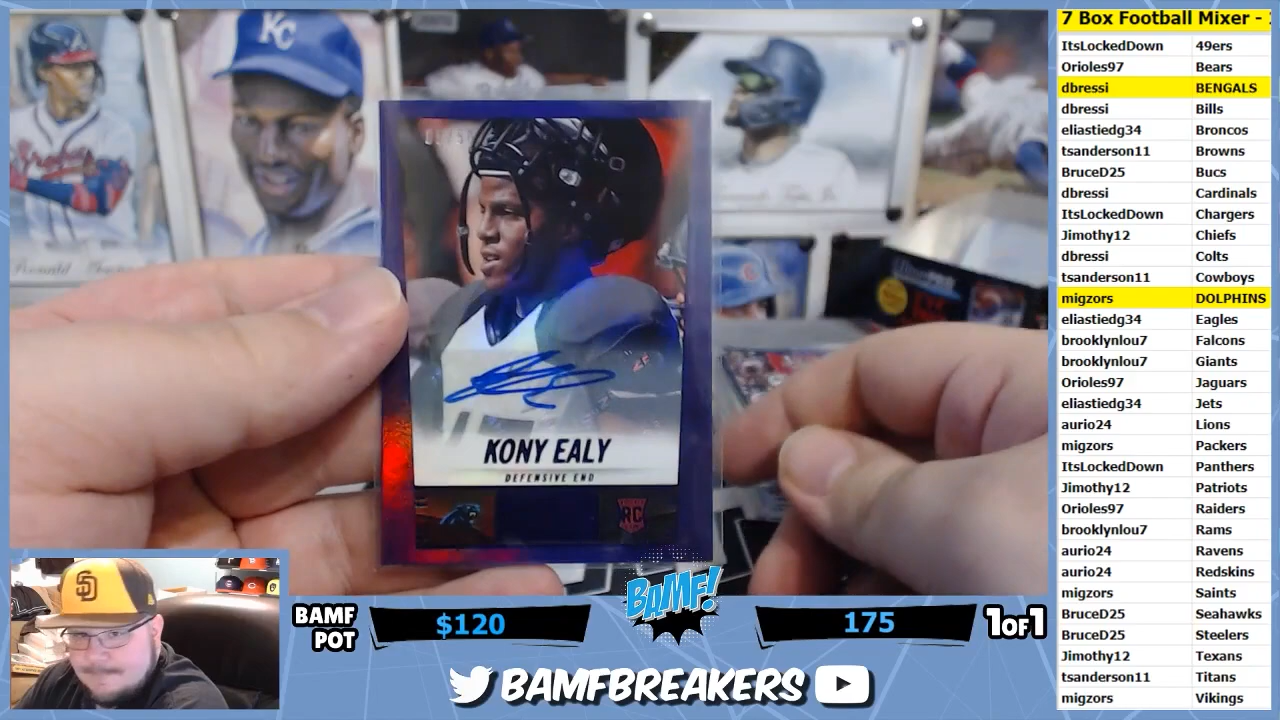 KC
Braves
KONY EALY
DEFENSIVE END
RC
SD
BAMF
POT
$120
BAMF!
175
1OF1
BAMFBREAKERS
7 Box Football Mixer -
ItsLockedDown 49ers
Orioles97 Bears
dbressi BENGALS
dbressi Bills
eliastiedg34 Broncos
tsanderson11 Browns
BruceD25 Bucs
dbressi Cardinals
ItsLockedDown Chargers
Jimothy12 Chiefs
dbressi Colts
tsanderson11 Cowboys
migzors DOLPHINS
eliastiedg34 Eagles
brooklynlou7 Falcons
brooklynlou7 Giants
Orioles97 Jaguars
eliastiedg34 Jets
aurio24 Lions
migzors Packers
ItsLockedDown Panthers
Jimothy12 Patriots
Orioles97 Raiders
brooklynlou7 Rams
aurio24 Ravens
aurio24 Redskins
migzors Saints
BruceD25 Seahawks
BruceD25 Steelers
Jimothy12 Texans
tsanderson11 Titans
migzors Vikings